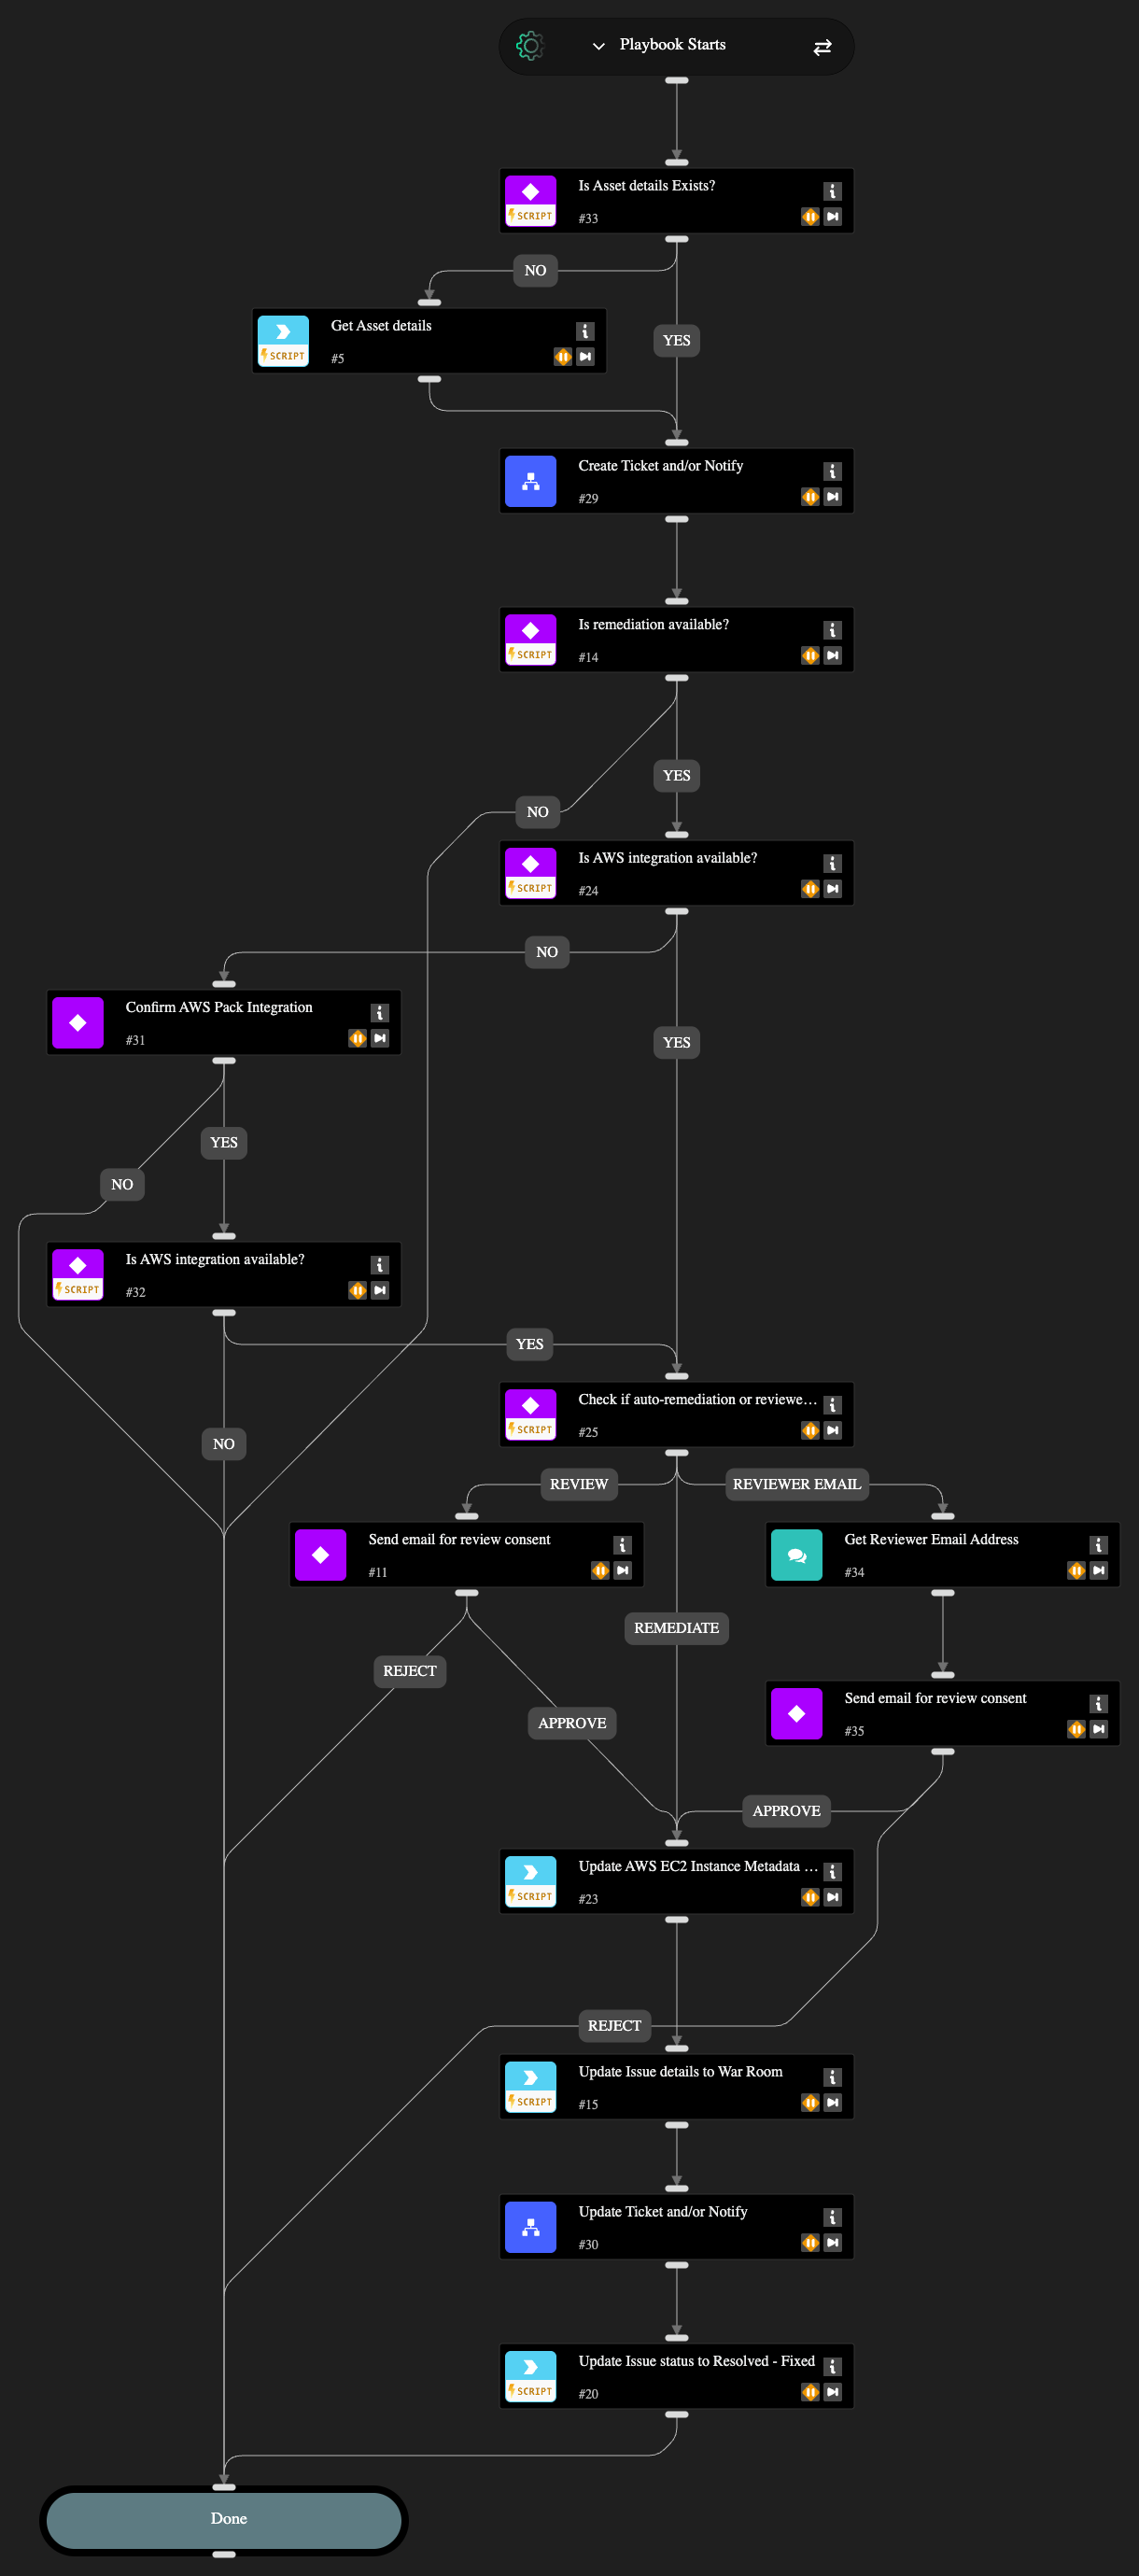 Playbook Starts
Is Asset details Exists?
SCRIPT
#33
NO
Get Asset details
SCRIPT
#5
YES
Create Ticket and/or Notify
#29
Is remediation available?
SCRIPT
#14
YES
NO
Is AWS integration available?
SCRIPT
#24
NO
Confirm AWS Pack Integration
#31
YES
YES
NO
Is AWS integration available?
SCRIPT
#32
YES
Check if auto-remediation or reviewe...
SCRIPT
#25
NO
REVIEW
REVIEWER EMAIL
Send email for review consent
#11
Get Reviewer Email Address
#34
REMEDIATE
REJECT
Send email for review consent
#35
APPROVE
APPROVE
Update AWS EC2 Instance Metadata ...
SCRIPT
#23
REJECT
Update Issue details to War Room
SCRIPT
#15
Update Ticket and/or Notify
#30
Update Issue status to Resolved - Fixed
SCRIPT
#20
Done